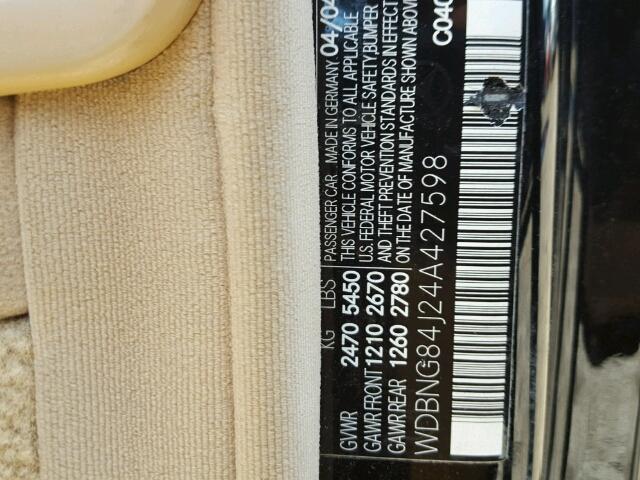 PASSENGER CAR MADE IN GERMANY 04/04
KG LBS THIS VEHICLE CONFORMS TO ALL APPLICABLE
GVWR 2470 5450 U.S. FEDERAL MOTOR VEHICLE SAFETY, BUMPER
GAWR FRONT 1210 2670 AND THEFT PREVENTION STANDARDS IN EFFECT
GAWR REAR 1260 2780 ON THE DATE OF MANUFACTURE SHOWN ABOVE
WDBNG84J24A427598 C040